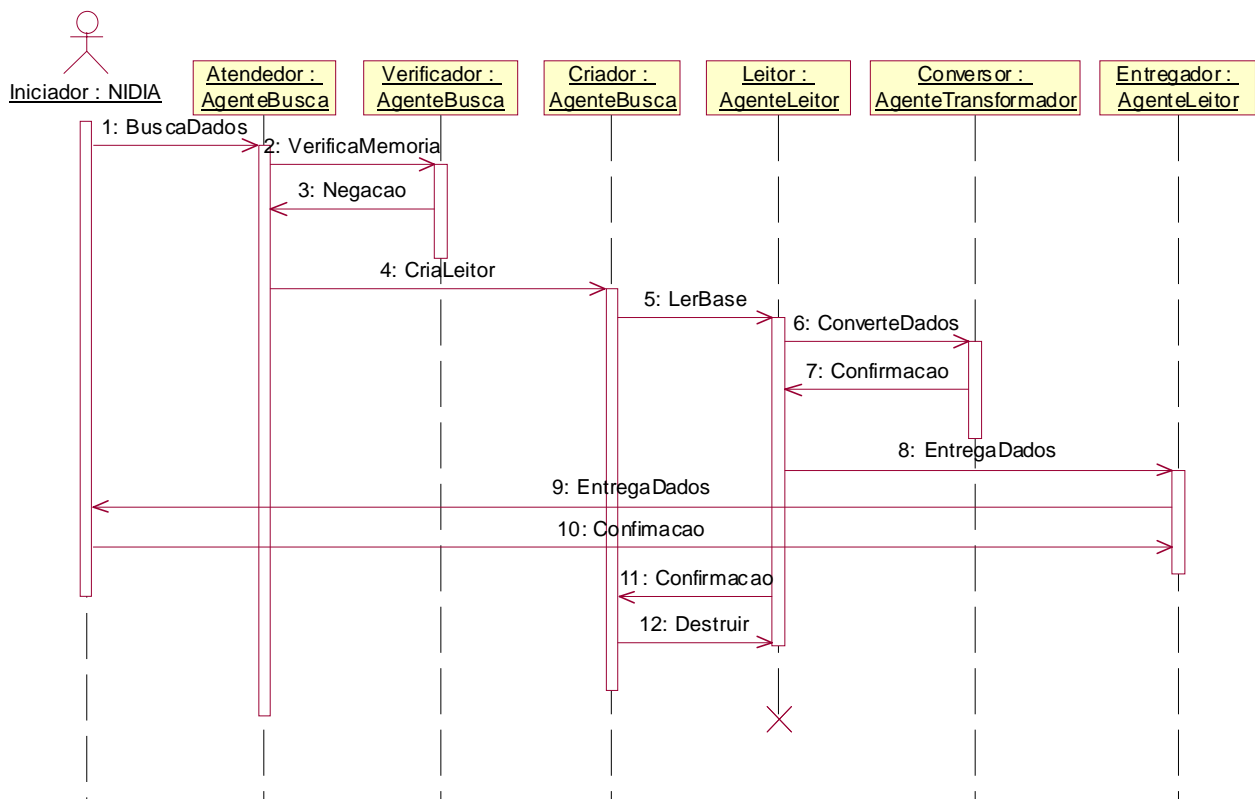 Iniciador : NIDIA
Atendedor :
AgenteBusca
Verificador :
AgenteBusca
Criador :
AgenteBusca
Leitor :
AgenteLeitor
Conversor :
AgenteTransformador
Entregador :
AgenteLeitor
1: BuscaDados
2: VerificaMemoria
3: Negacao
4: CriaLeitor
5: LerBase
6: ConverteDados
7: Confirmacao
8: EntregaDados
9: EntregaDados
10: Confimacao
11: Confirmacao
12: Destruir